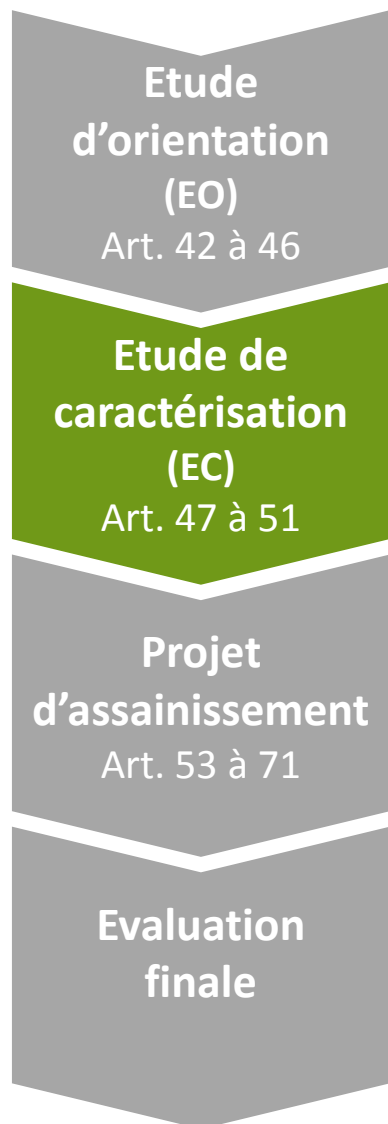 Etude
d’orientation
(EO)
Art. 42 à 46
Etude de
caractérisation
(EC)
Art. 47 à 51
Projet
d’assainissement
Art. 53 à 71
Evaluation
finale